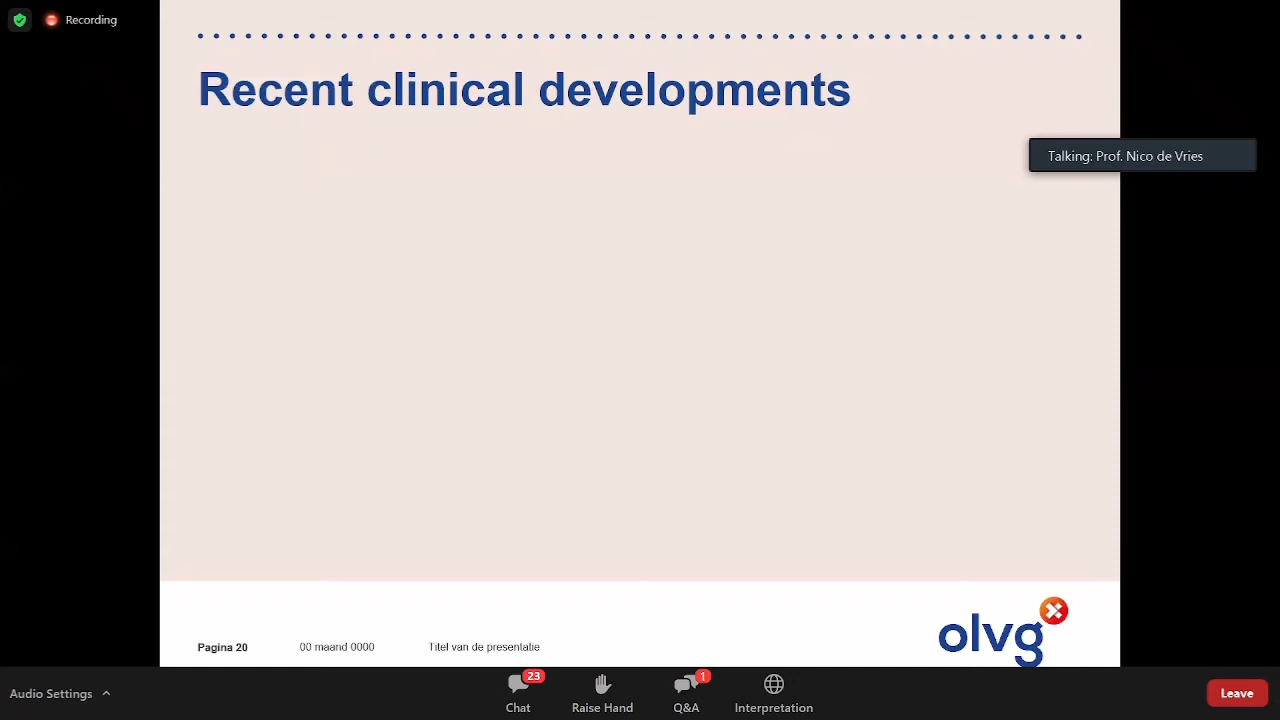 Recording
Recent clinical developments
Talking: Prof. Nico de Vries
Pagina 20
00 maand 0000
Titel van de presentatie
olvg
Audio Settings
23
Chat
Raise Hand
1
Q&A
Interpretation
Leave